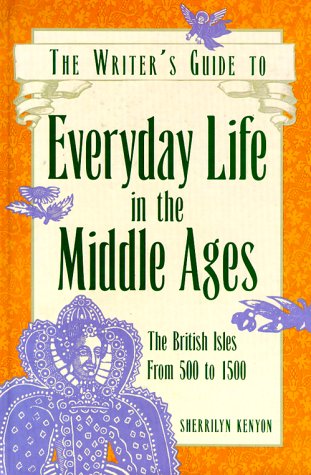 THE WRITER'S GUIDE TO
Everyday Life
in the
Middle Ages
The British Isles
From 500 to 1500
SHERRILYN KENYON